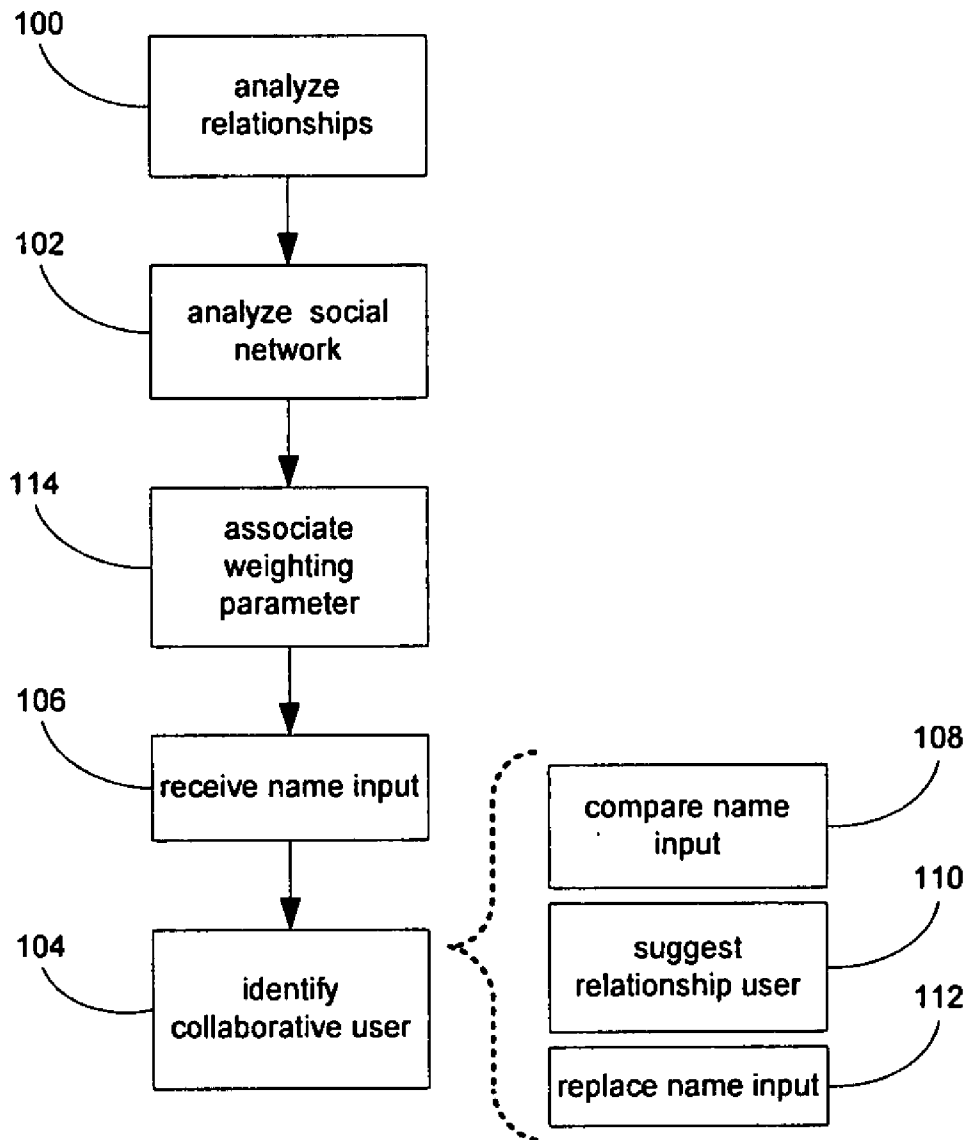 100
analyze
relationships
102
analyze social
network
114
associate
weighting
parameter
106
receive name input
108
compare name
input
110
suggest
relationship user
104
identify
collaborative user
112
replace name input